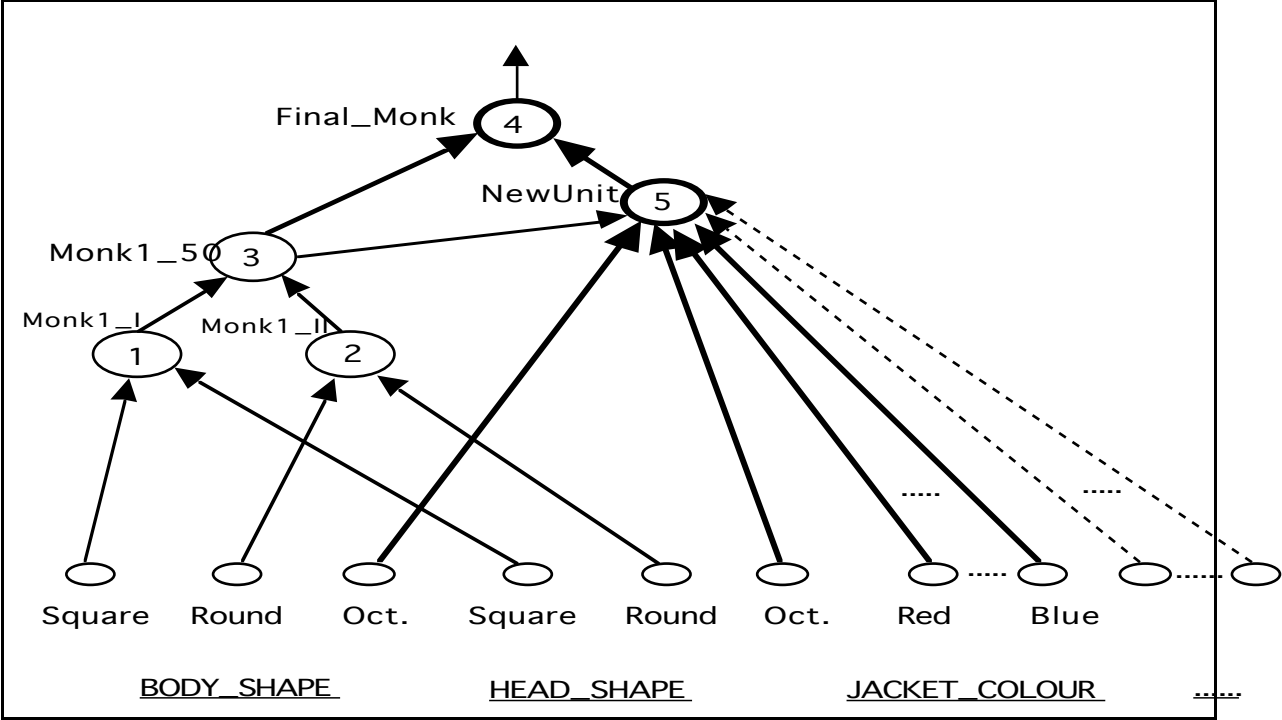 Final_Monk 4
NewUnit 5
Monk1_50 3
Monk1_I Monk1_II
1 2
..... .....
..... ......
Square Round Oct. Square Round Oct. Red Blue
BODY_SHAPE HEAD_SHAPE JACKET_COLOUR ......